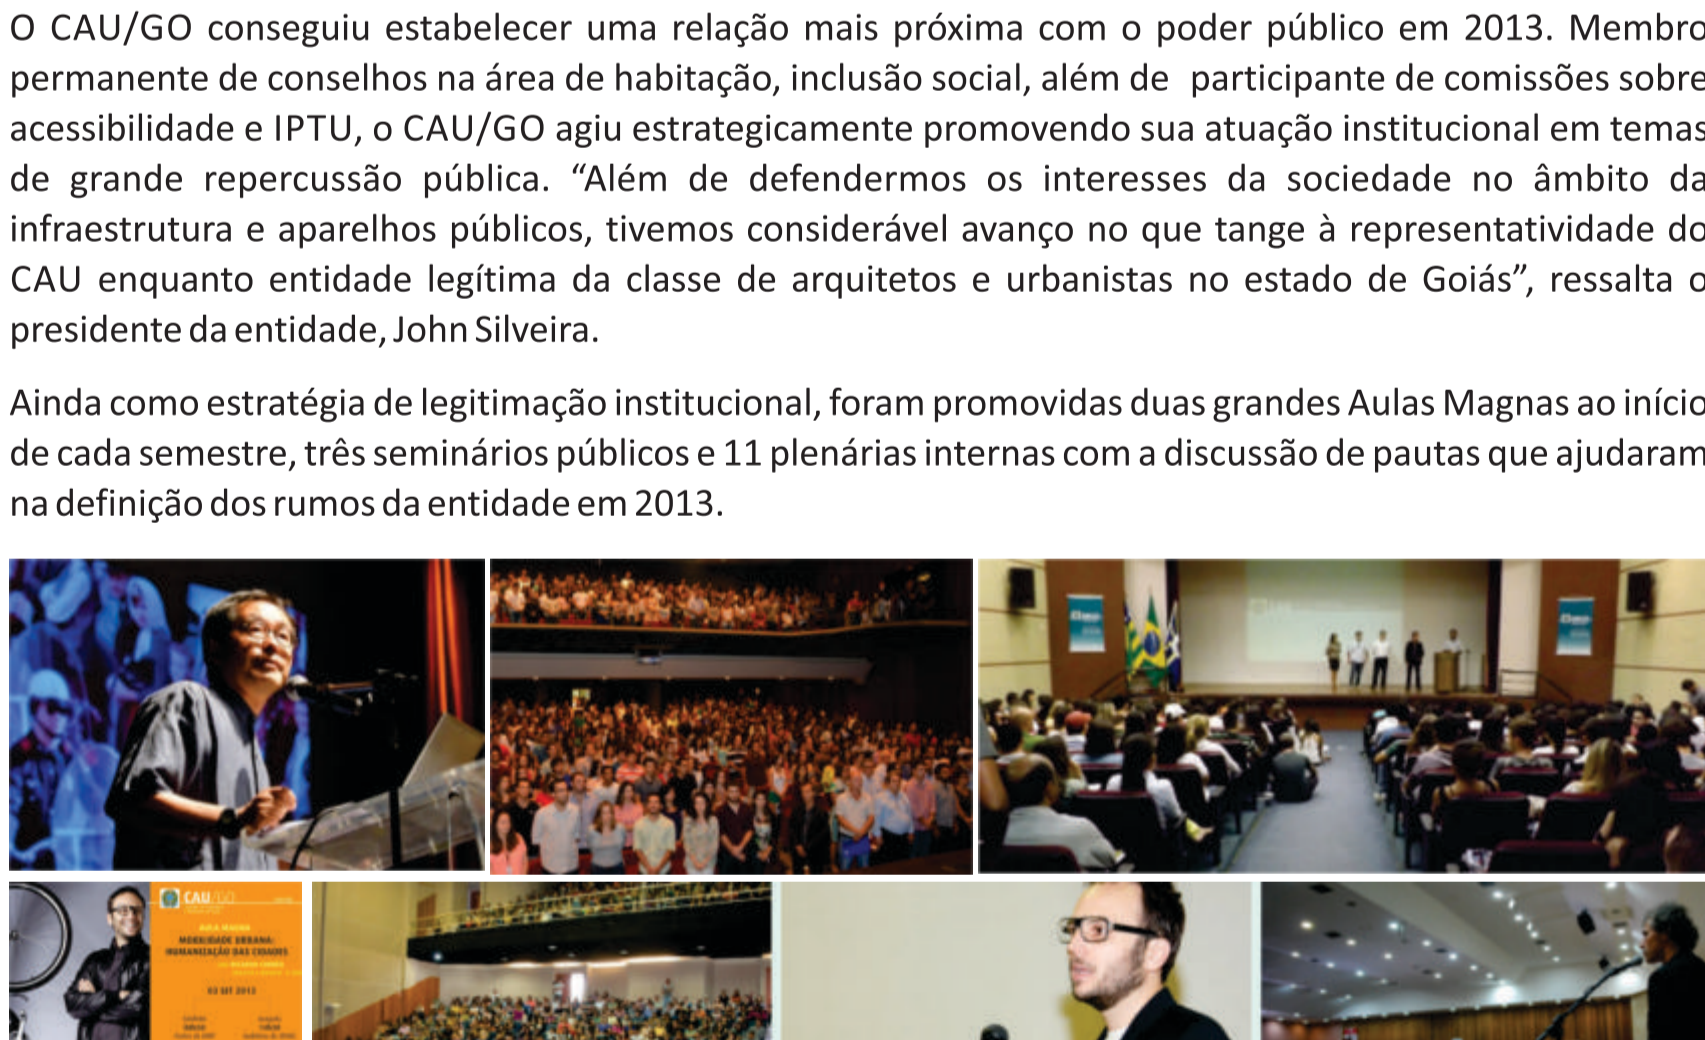 O CAU/GO conseguiu estabelecer uma relação mais próxima com o poder público em 2013. Membro
permanente de conselhos na área de habitação, inclusão social, além de participante de comissões sobre
acessibilidade e IPTU, o CAU/GO agiu estrategicamente promovendo sua atuação institucional em temas
de grande repercussão pública. “Além de defendermos os interesses da sociedade no âmbito da
infraestrutura e aparelhos públicos, tivemos considerável avanço no que tange à representatividade do
CAU enquanto entidade legítima da classe de arquitetos e urbanistas no estado de Goiás”, ressalta o
presidente da entidade, John Silveira.
Ainda como estratégia de legitimação institucional, foram promovidas duas grandes Aulas Magnas ao início
de cada semestre, três seminários públicos e 11 plenárias internas com a discussão de pautas que ajudaram
na definição dos rumos da entidade em 2013.
CAU/GO
AULA MAGNA
MOBILIDADE URBANA:
HUMANIZAÇÃO DAS CIDADES
03 SET 2013